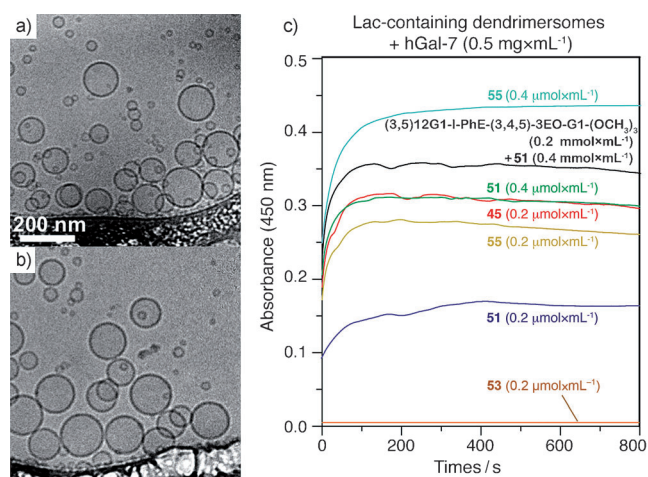 a)
200 nm
b)
c)
Lac-containing dendrimersomes
+ hGal-7 (0.5 mg×mL⁻¹)
Absorbance (450 nm)
0.5
0.4
0.3
0.2
0.1
0.0
55 (0.4 μmol×mL⁻¹)
(3,5)12G1-l-PhE-(3,4,5)-3EO-G1-(OCH₃)₃
(0.2 mmol×mL⁻¹)
+ 51 (0.4 mmol×mL⁻¹)
51 (0.4 μmol×mL⁻¹)
45 (0.2 μmol×mL⁻¹)
55 (0.2 μmol×mL⁻¹)
51 (0.2 μmol×mL⁻¹)
53 (0.2 μmol×mL⁻¹)
0 200 400 600 800
Times / s